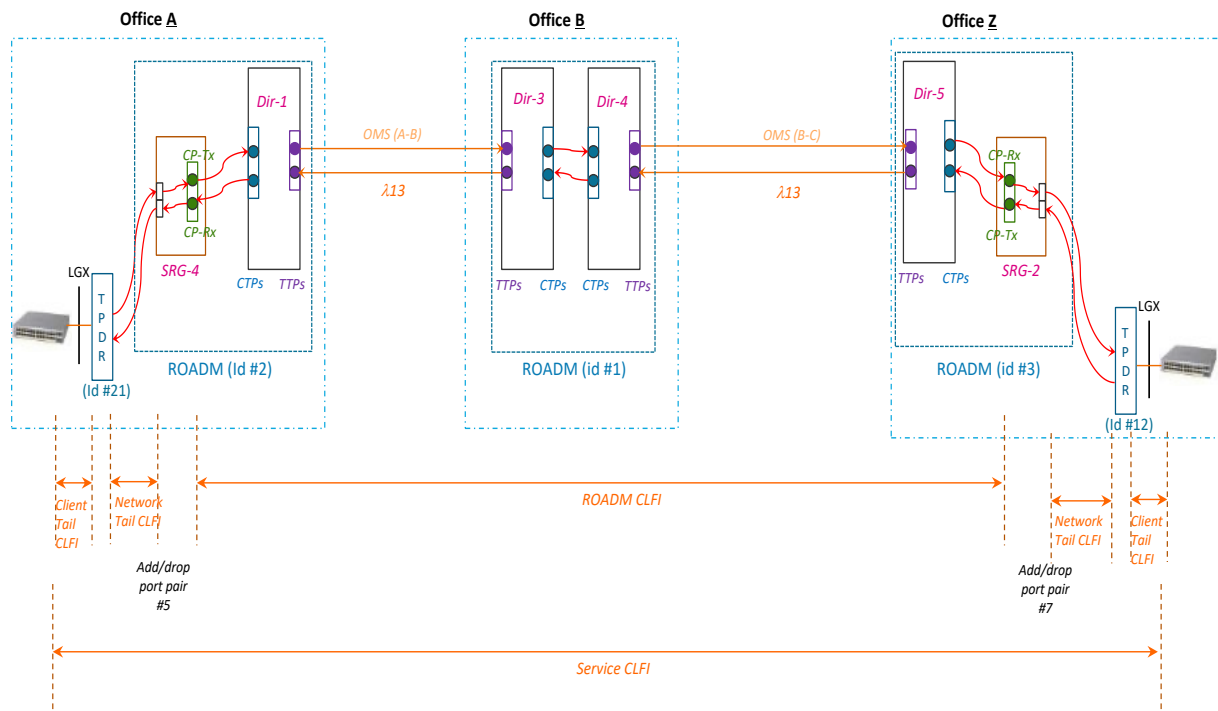 Office A
Office B
Office Z
Dir-1
Dir-3
Dir-4
Dir-5
OMS (A-B)
OMS (B-C)
CP-Tx
CP-Rx
CP-Rx
CP-Tx
λ13
λ13
SRG-4
SRG-2
CTPs
TTPs
TTPs
CTPs
CTPs
TTPs
TTPs
CTPs
LGX
T
P
D
R
(Id #21)
LGX
T
P
D
R
(Id #12)
ROADM (Id #2)
ROADM (id #1)
ROADM (id #3)
Client
Tail
CLFI
Network
Tail CLFI
ROADM CLFI
Network
Tail CLFI
Client
Tail
CLFI
Add/drop
port pair
#5
Add/drop
port pair
#7
Service CLFI